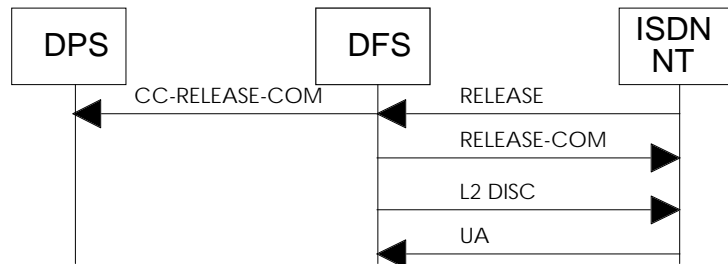 DPS
DFS
ISDN
NT
CC-RELEASE-COM
RELEASE
RELEASE-COM
L2 DISC
UA